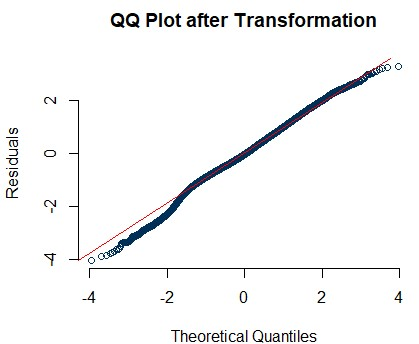 QQ Plot after Transformation
Residuals
2
0
-2
-4
-4 -2 0 2 4
Theoretical Quantiles